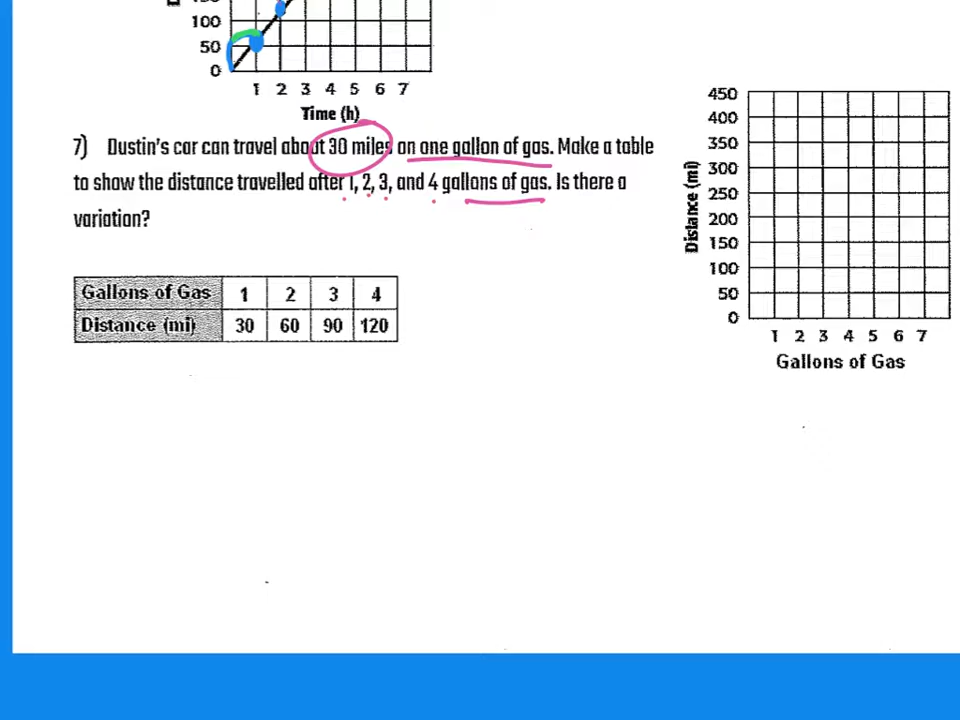 100
50
0
1 2 3 4 5 6 7
Time (h)
7) Dustin's car can travel about 30 miles on one gallon of gas. Make a table
to show the distance travelled after 1, 2, 3, and 4 gallons of gas. Is there a
variation?
Gallons of Gas 1 2 3 4
Distance (mi) 30 60 90 120
Distance (mi)
450
400
350
300
250
200
150
100
50
0
1 2 3 4 5 6 7
Gallons of Gas